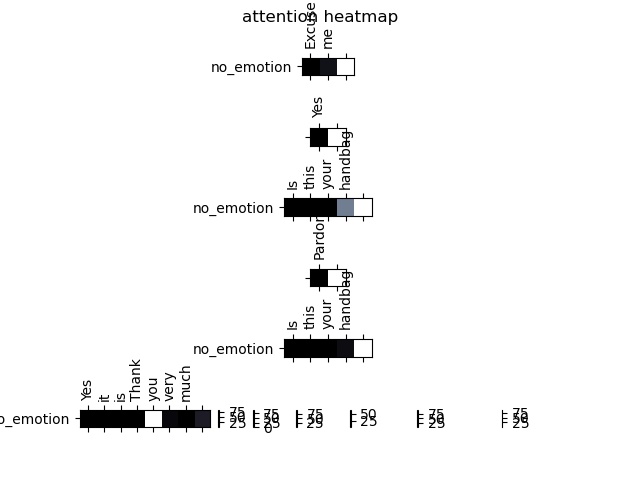 attention heatmap
Excuse me
no_emotion
Yes
Is this your handbag
no_emotion
Pardon
Is this your handbag
no_emotion
Yes it is Thank you very much
o_emotion
75 75 75 50 75 75
50 50 50 25 50 50
25 25 25 25 25
0